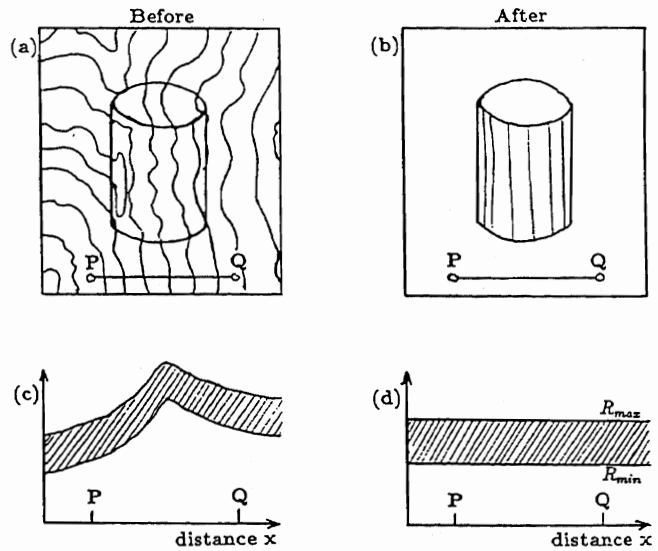 Before
After
(a)
(b)
P
Q
P
Q
(c)
(d)
R_max
R_min
P
Q
P
Q
distance x
distance x